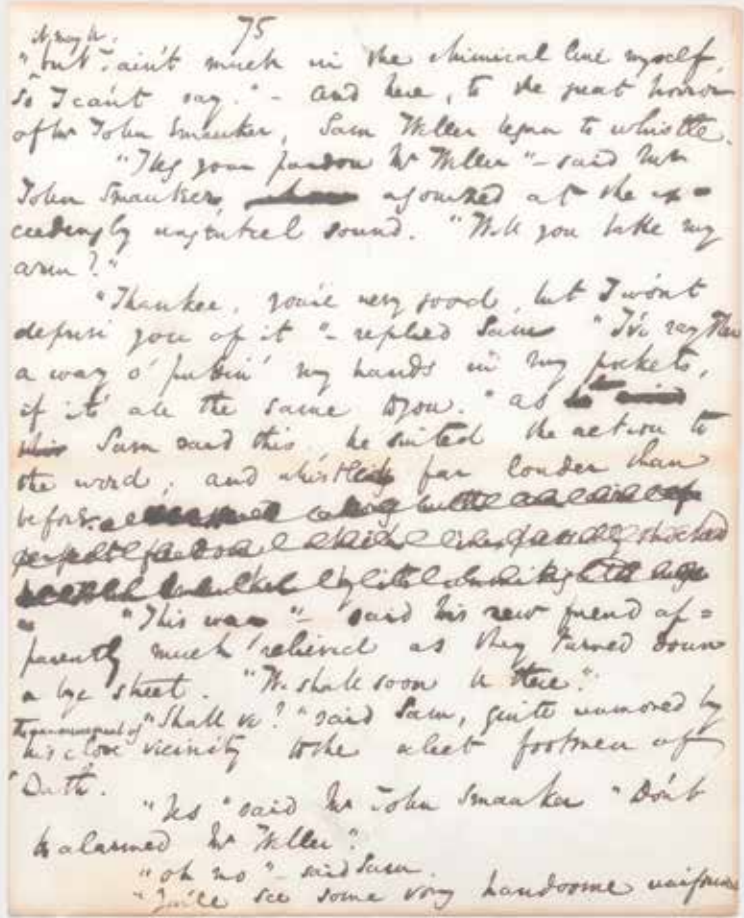 75
it may be.
"but I ain't much in the chimical line myself,
so I can't say." – And here, to the great horror
of Mr John Smauker, Sam Weller began to whistle.
"I beg your pardon Mr Weller" – said Mr
John Smauker, agonized at the ex=
ceedingly ungenteel sound. "Will you take my
arm?"
"Thankee, you're very good, but I won't
deprive you of it" – replied Sam "I've rayther
a way o' puttin' my hands in my pockets,
if it's all the same to you." As
Sam said this, he suited the action to
the word, and whistled far louder than
before.
"This way" – said his new friend ap=
parently much relieved as they turned down
a bye street. "We shall soon be there."
"Shall we?" said Sam, quite unmoved by
the announcement of
his close vicinity to the select footmen of
Bath.
"Yes" said Mr John Smauker "Don't
be alarmed Mr Weller".
"Oh no" – said Sam.
"You'll see some very handsome uniforms